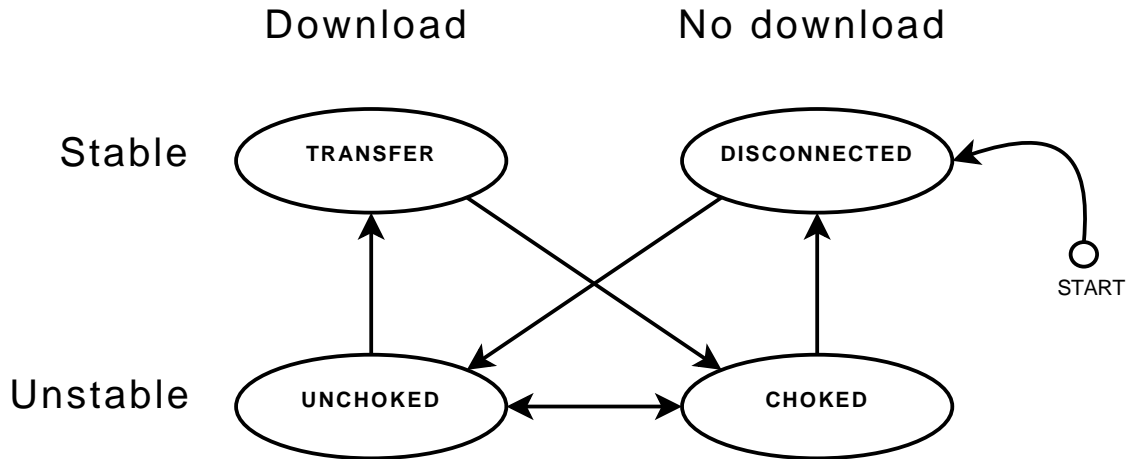 Download No download
Stable TRANSFER DISCONNECTED
START
Unstable UNCHOKED CHOKED